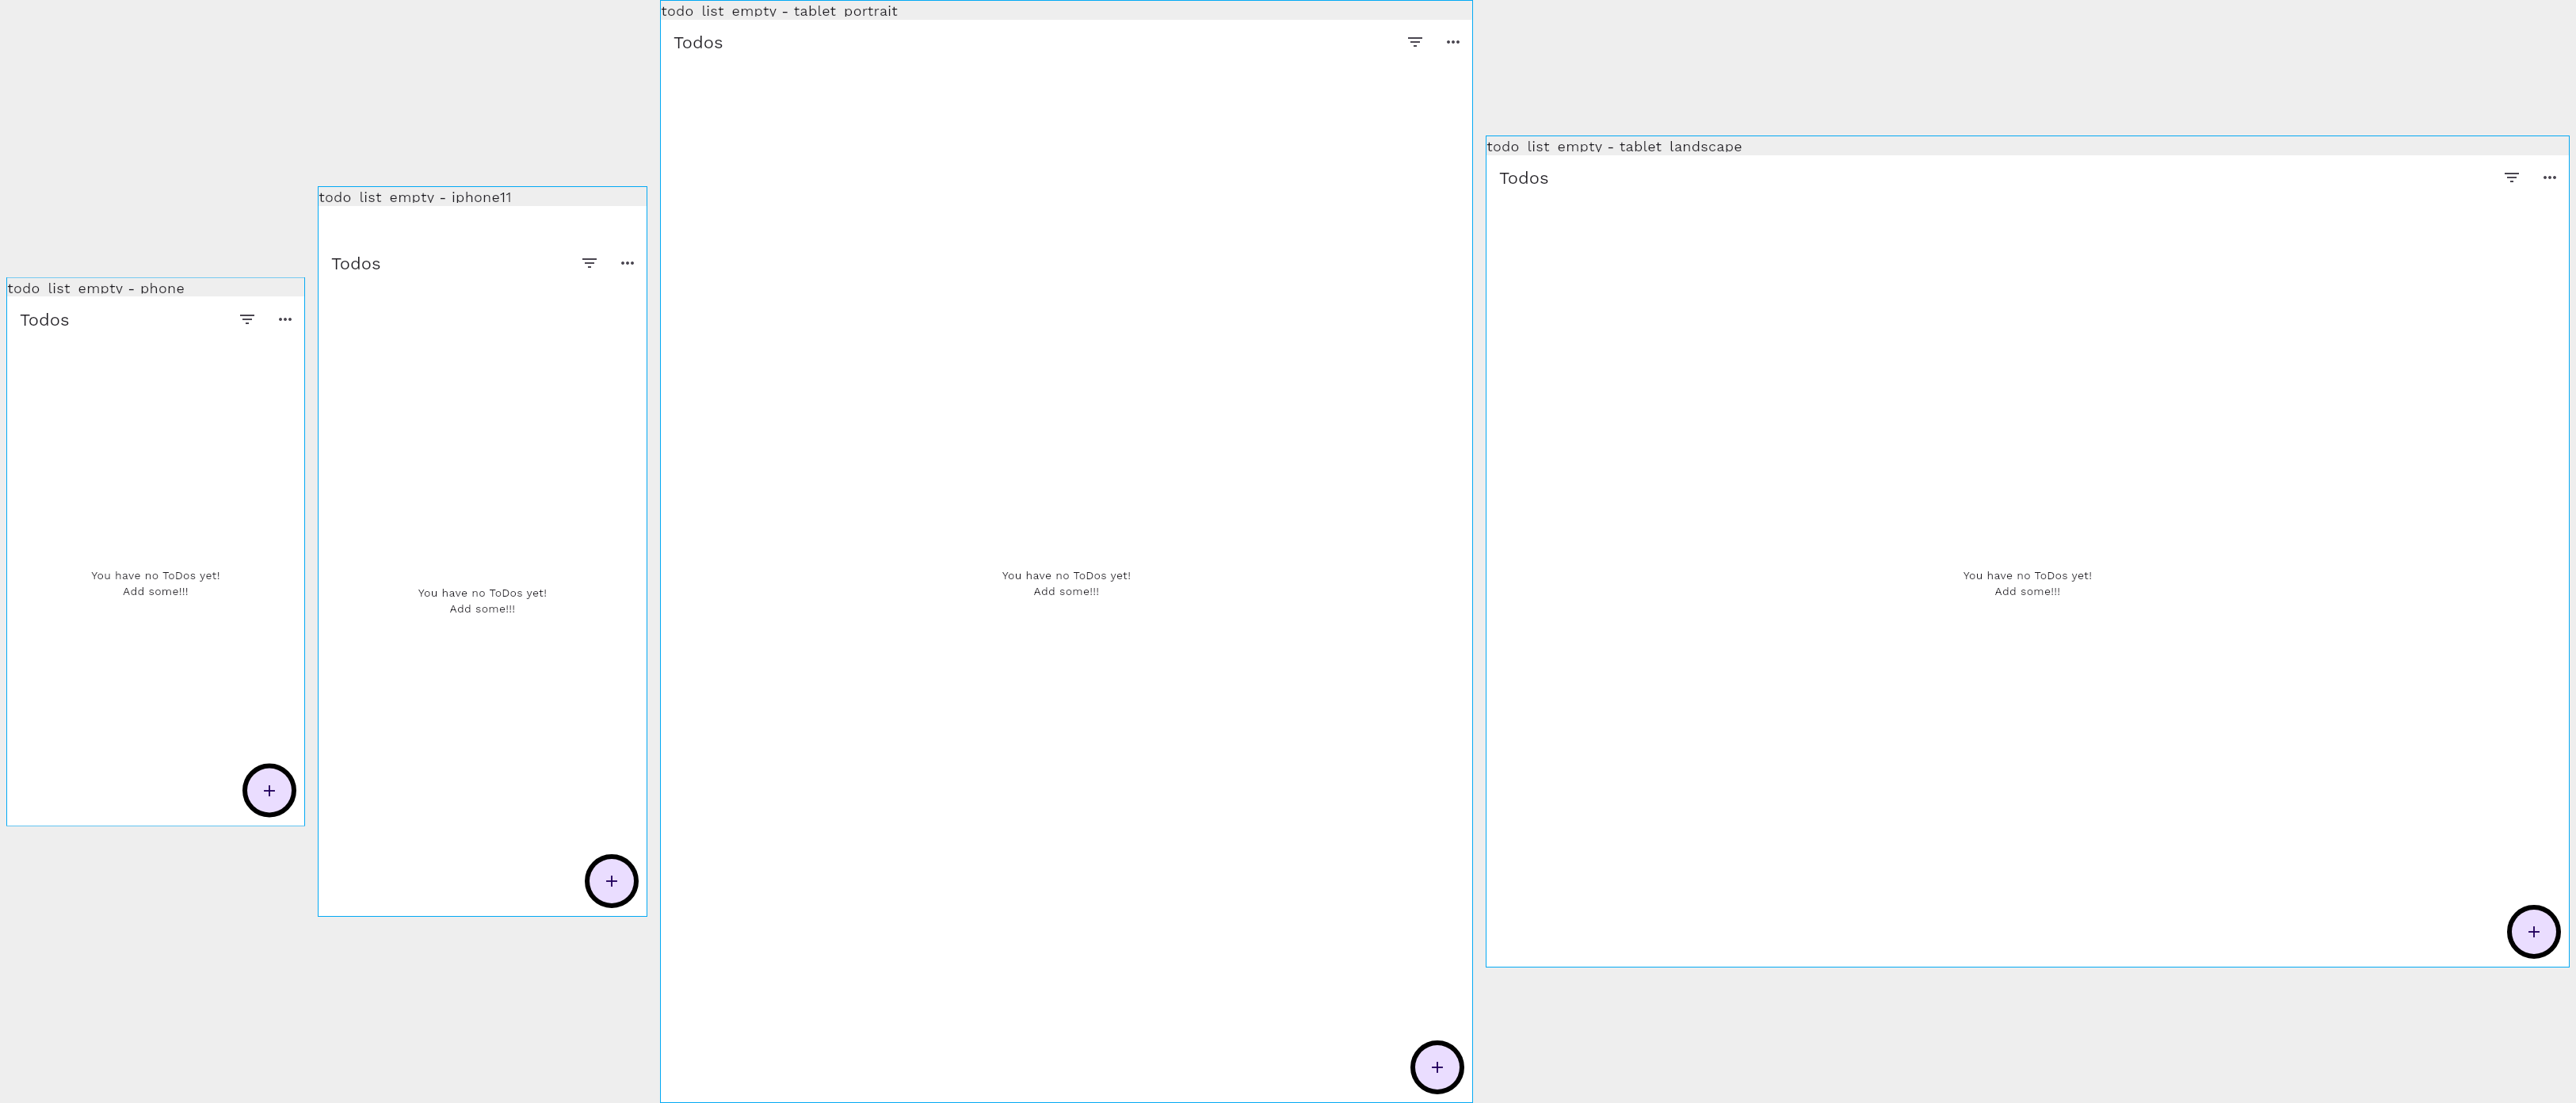 todo list empty - phone
Todos
You have no ToDos yet!
Add some!!!
todo list empty - iphone11
Todos
You have no ToDos yet!
Add some!!!
todo list empty - tablet portrait
Todos
You have no ToDos yet!
Add some!!!
todo list empty - tablet landscape
Todos
You have no ToDos yet!
Add some!!!